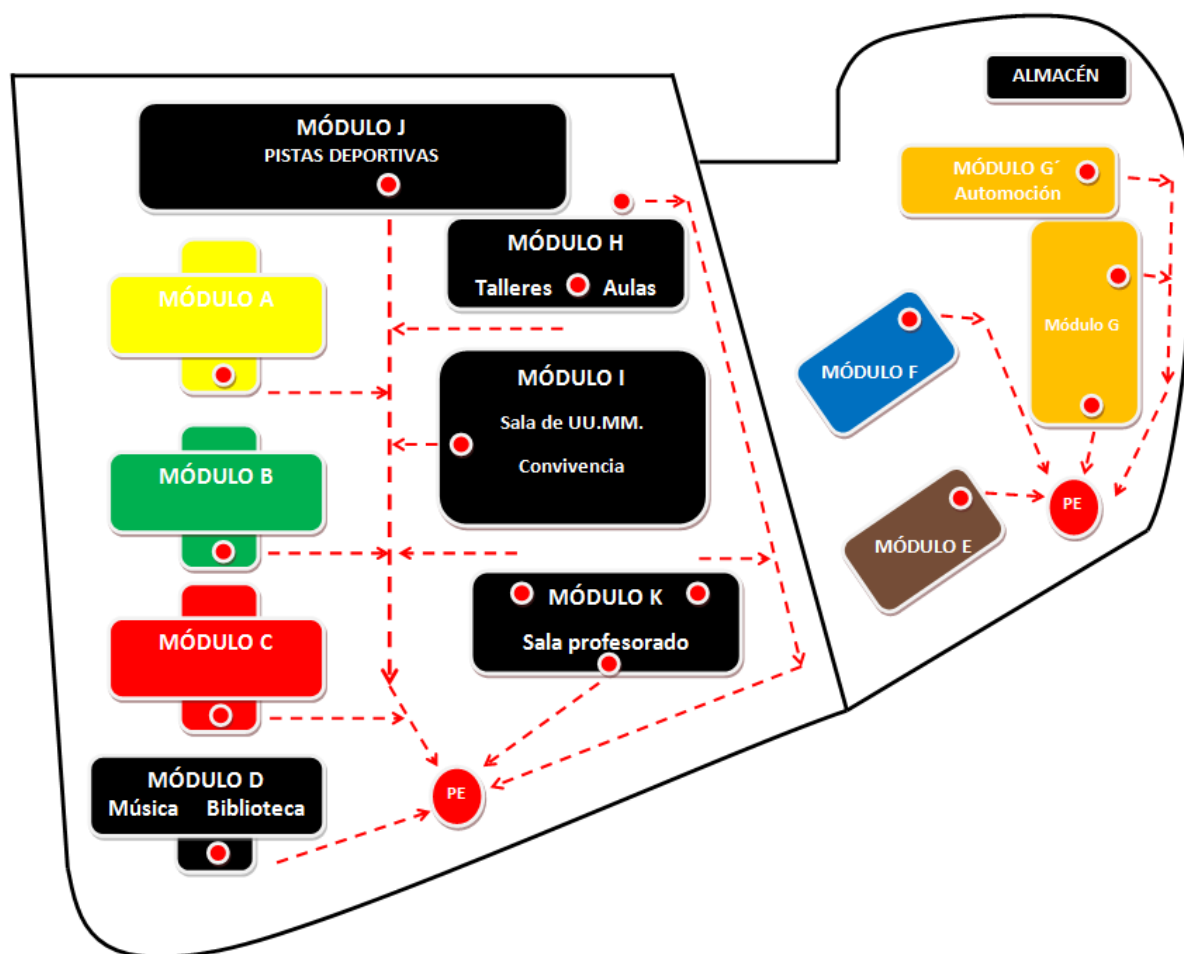 MÓDULO J
PISTAS DEPORTIVAS
MÓDULO H
Talleres Aulas
MÓDULO A
MÓDULO I
Sala de UU.MM.
Convivencia
MÓDULO B
MÓDULO K
Sala profesorado
MÓDULO C
MÓDULO D
Música Biblioteca
PE
ALMACÉN
MÓDULO G´
Automoción
Módulo G
MÓDULO F
MÓDULO E
PE